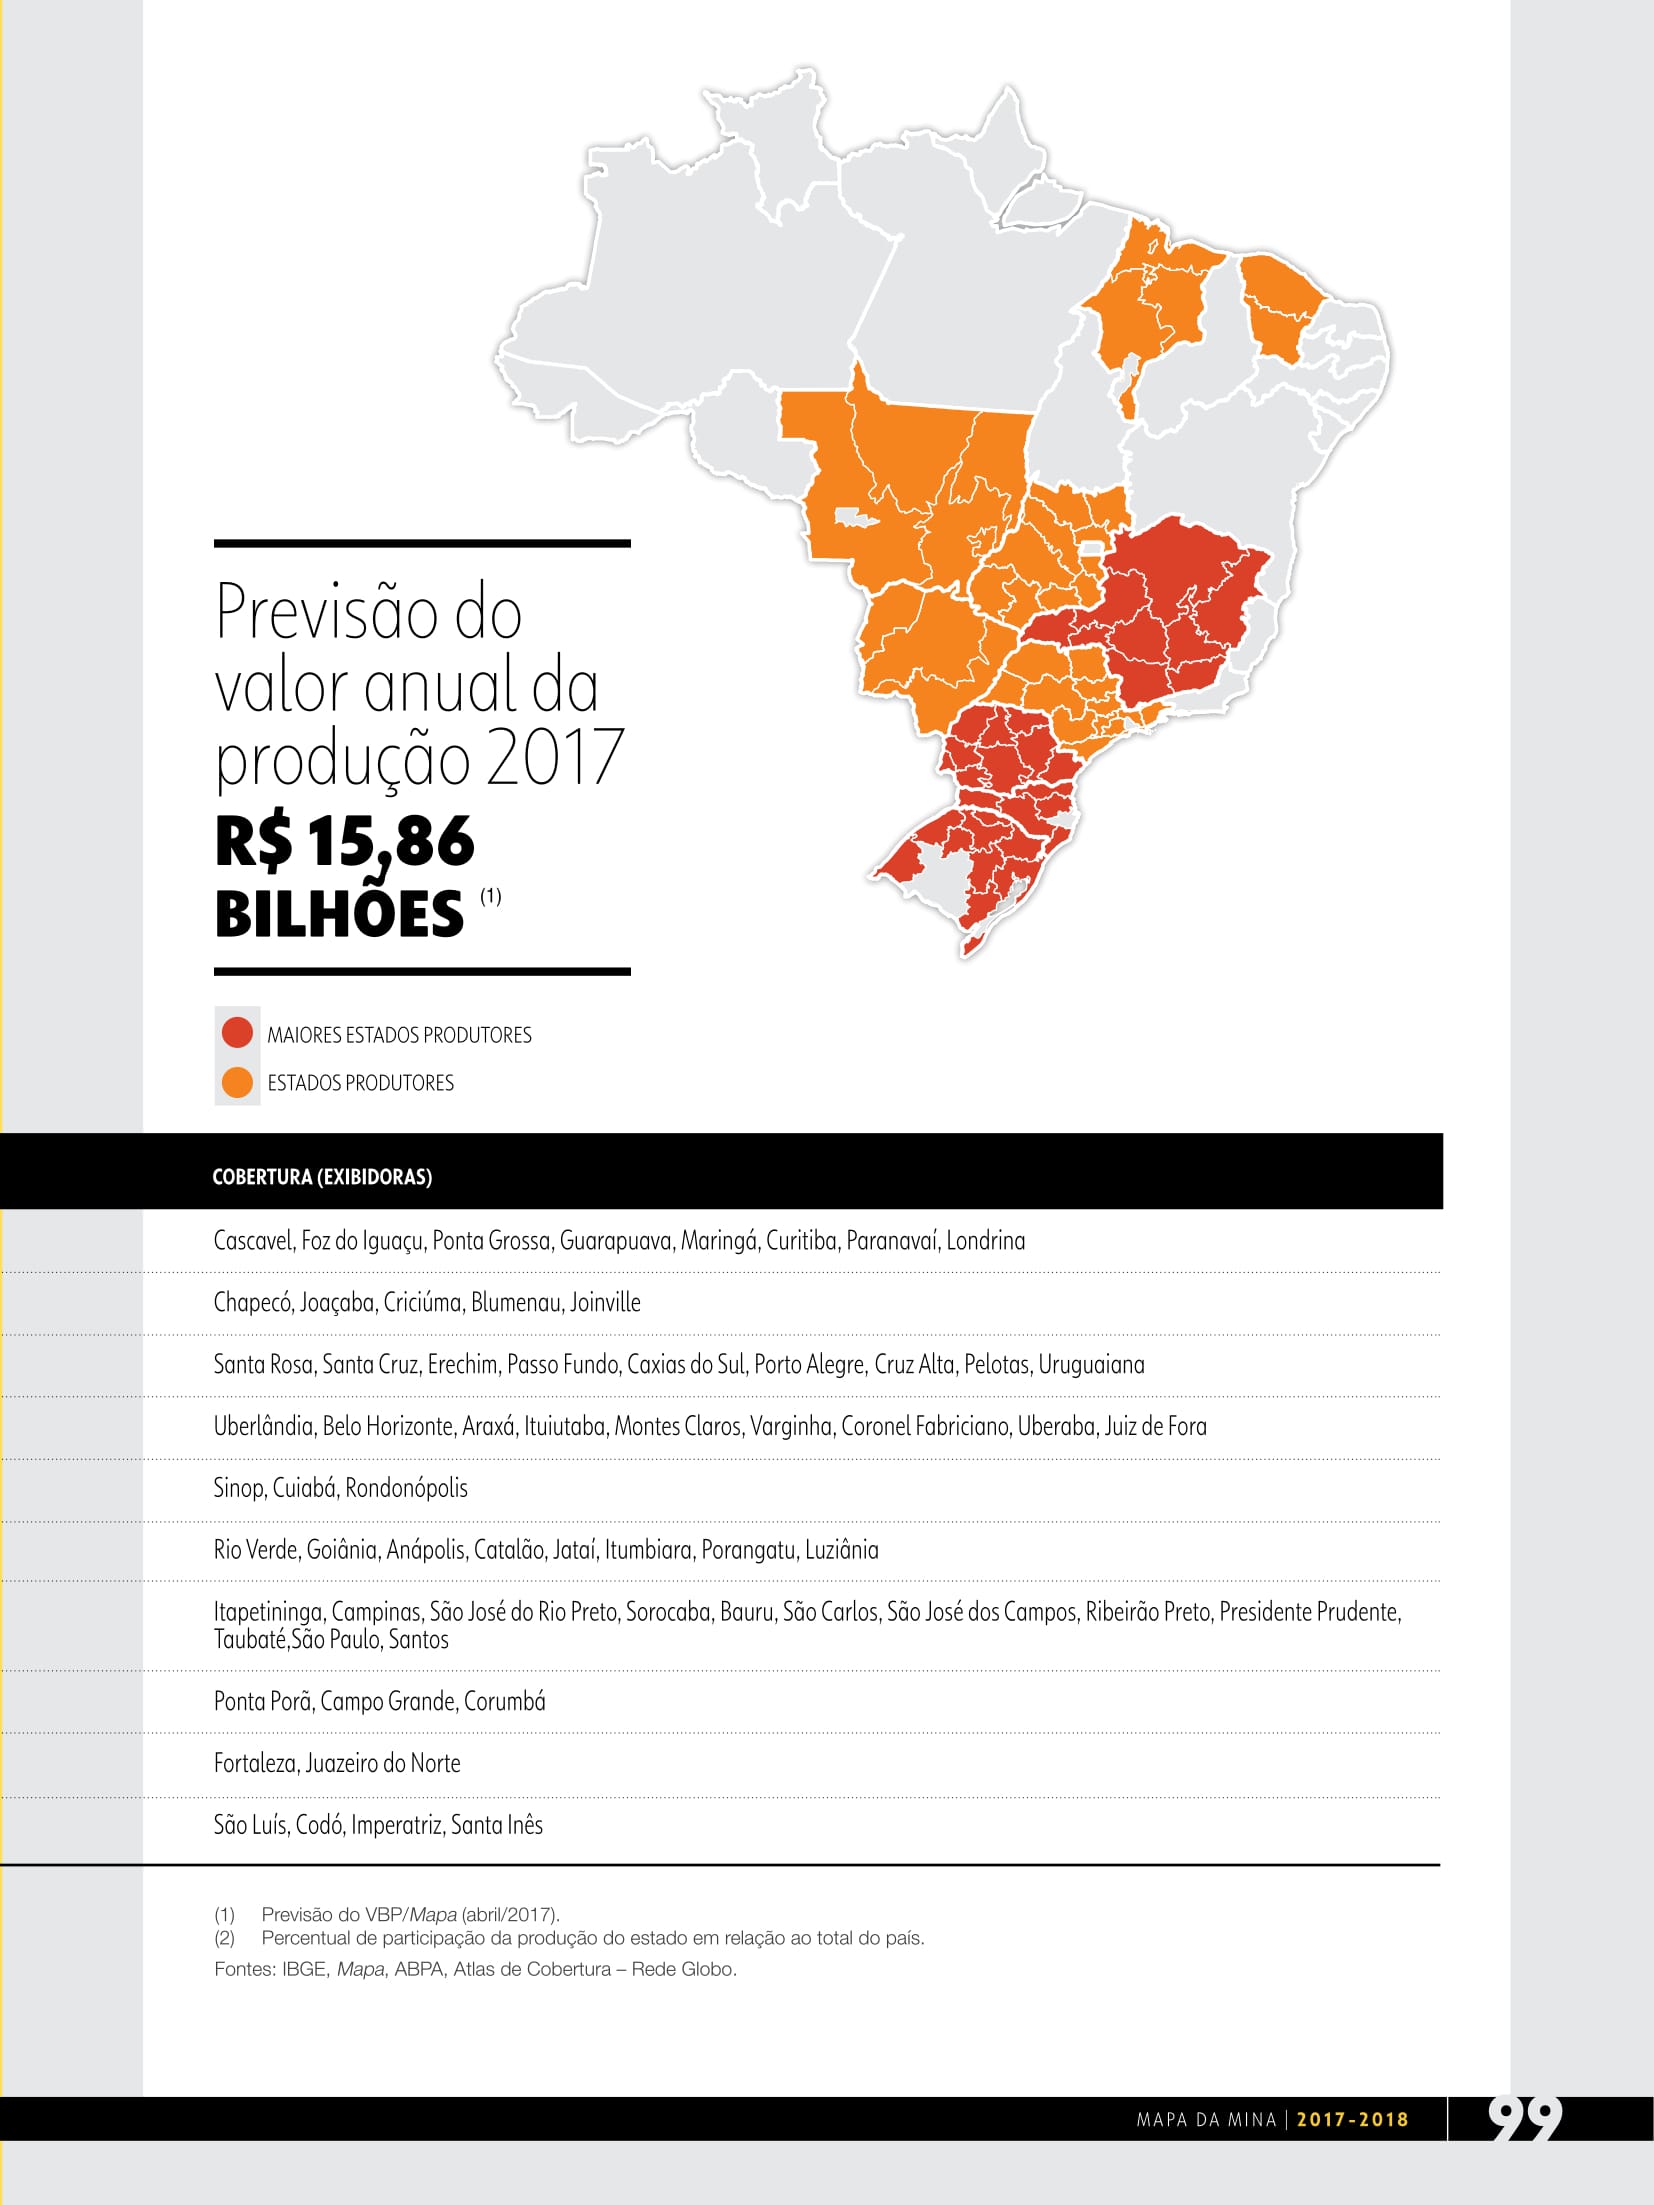 Previsão do
valor anual da
produção 2017
R$ 15,86
BILHÕES (1)
MAIORES ESTADOS PRODUTORES
ESTADOS PRODUTORES
COBERTURA (EXIBIDORAS)
Cascavel, Foz do Iguaçu, Ponta Grossa, Guarapuava, Maringá, Curitiba, Paranavaí, Londrina
Chapecó, Joaçaba, Criciúma, Blumenau, Joinville
Santa Rosa, Santa Cruz, Erechim, Passo Fundo, Caxias do Sul, Porto Alegre, Cruz Alta, Pelotas, Uruguaiana
Uberlândia, Belo Horizonte, Araxá, Ituiutaba, Montes Claros, Varginha, Coronel Fabriciano, Uberaba, Juiz de Fora
Sinop, Cuiabá, Rondonópolis
Rio Verde, Goiânia, Anápolis, Catalão, Jataí, Itumbiara, Porangatu, Luziânia
Itapetininga, Campinas, São José do Rio Preto, Sorocaba, Bauru, São Carlos, São José dos Campos, Ribeirão Preto, Presidente Prudente,
Taubaté,São Paulo, Santos
Ponta Porã, Campo Grande, Corumbá
Fortaleza, Juazeiro do Norte
São Luís, Codó, Imperatriz, Santa Inês
(1) Previsão do VBP/Mapa (abril/2017).
(2) Percentual de participação da produção do estado em relação ao total do país.
Fontes: IBGE, Mapa, ABPA, Atlas de Cobertura – Rede Globo.
MAPA DA MINA | 2017-2018 99